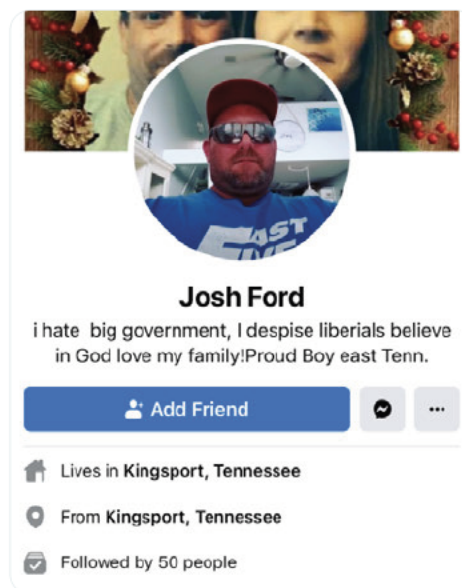 AST
Josh Ford
i hate big government, I despise liberials believe
in God love my family!Proud Boy east Tenn.
Add Friend
Lives in Kingsport, Tennessee
From Kingsport, Tennessee
Followed by 50 people